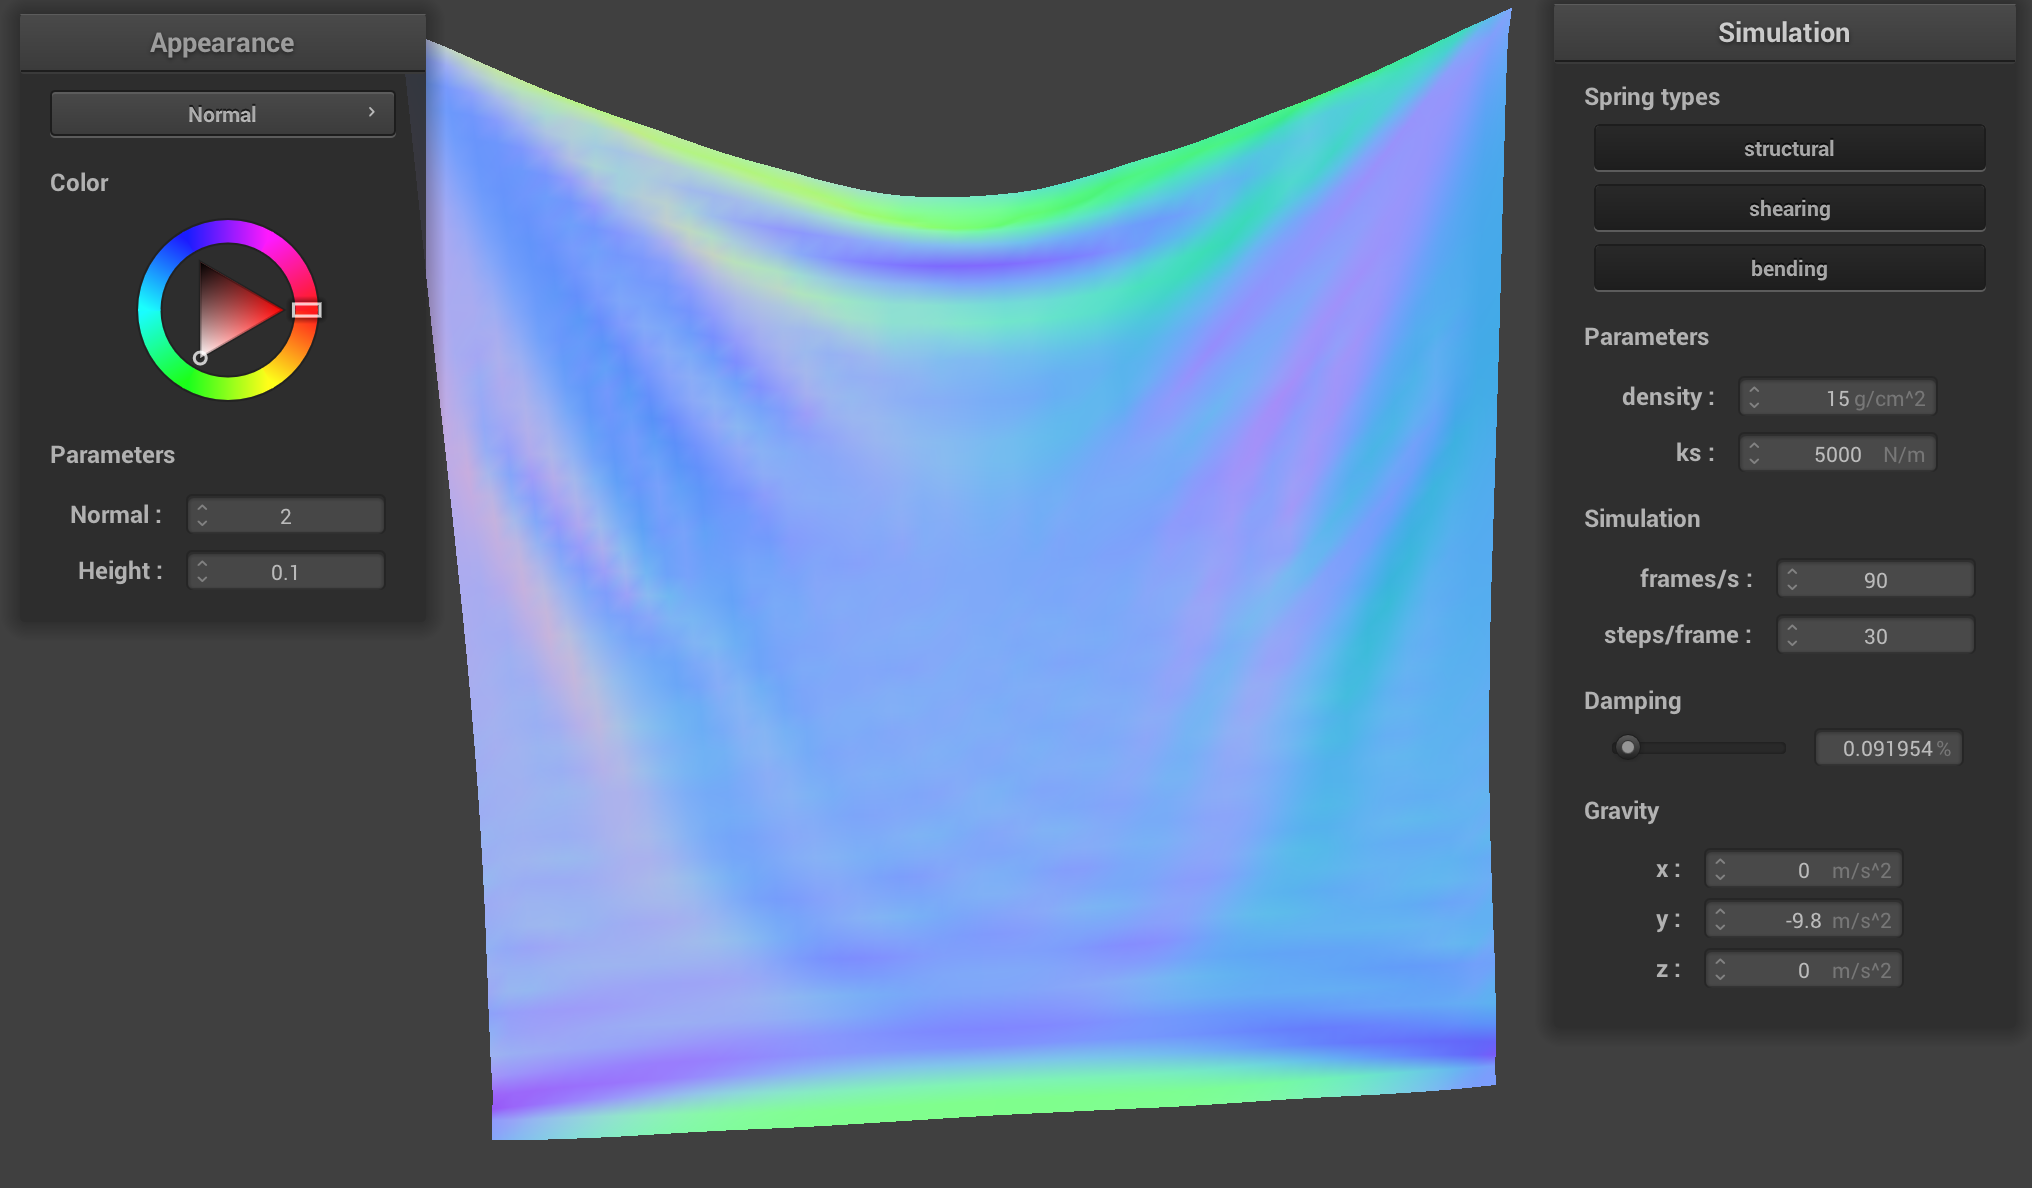 Appearance
Normal
Color
Parameters
Normal : 2
Height : 0.1
Simulation
Spring types
structural
shearing
bending
Parameters
density : 15 g/cm^2
ks : 5000 N/m
Simulation
frames/s : 90
steps/frame : 30
Damping
0.091954 %
Gravity
x : 0 m/s^2
y : -9.8 m/s^2
z : 0 m/s^2